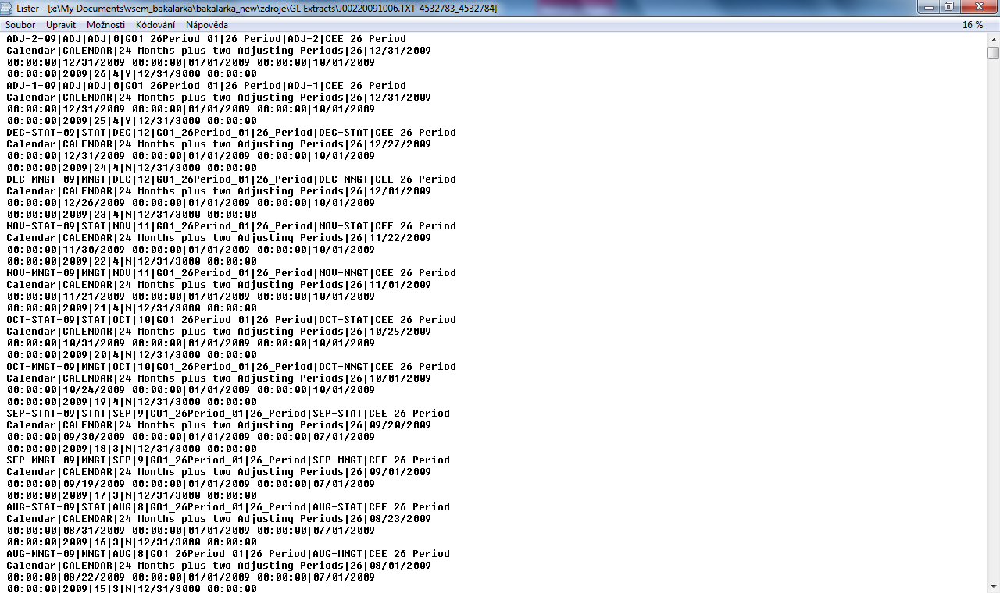 Lister - [x:\My Documents\vsem_bakalarka\bakalarka_new\zdroje\GL Extracts\J00220091006.TXT-4532783_4532784]
Soubor Upravit Možnosti Kódování Nápověda 16 %
ADJ-2-09|ADJ|ADJ|0|GO1_26Period_01|26_Period|ADJ-2|CEE 26 Period
Calendar|CALENDAR|24 Months plus two Adjusting Periods|26|12/31/2009
00:00:00|12/31/2009 00:00:00|01/01/2009 00:00:00|10/01/2009
00:00:00|2009|26|4|Y|12/31/3000 00:00:00
ADJ-1-09|ADJ|ADJ|0|GO1_26Period_01|26_Period|ADJ-1|CEE 26 Period
Calendar|CALENDAR|24 Months plus two Adjusting Periods|26|12/31/2009
00:00:00|12/31/2009 00:00:00|01/01/2009 00:00:00|10/01/2009
00:00:00|2009|25|4|Y|12/31/3000 00:00:00
DEC-STAT-09|STAT|DEC|12|GO1_26Period_01|26_Period|DEC-STAT|CEE 26 Period
Calendar|CALENDAR|24 Months plus two Adjusting Periods|26|12/27/2009
00:00:00|12/31/2009 00:00:00|01/01/2009 00:00:00|10/01/2009
00:00:00|2009|24|4|N|12/31/3000 00:00:00
DEC-MNGT-09|MNGT|DEC|12|GO1_26Period_01|26_Period|DEC-MNGT|CEE 26 Period
Calendar|CALENDAR|24 Months plus two Adjusting Periods|26|12/01/2009
00:00:00|12/26/2009 00:00:00|01/01/2009 00:00:00|10/01/2009
00:00:00|2009|23|4|N|12/31/3000 00:00:00
NOV-STAT-09|STAT|NOV|11|GO1_26Period_01|26_Period|NOV-STAT|CEE 26 Period
Calendar|CALENDAR|24 Months plus two Adjusting Periods|26|11/22/2009
00:00:00|11/30/2009 00:00:00|01/01/2009 00:00:00|10/01/2009
00:00:00|2009|22|4|N|12/31/3000 00:00:00
NOV-MNGT-09|MNGT|NOV|11|GO1_26Period_01|26_Period|NOV-MNGT|CEE 26 Period
Calendar|CALENDAR|24 Months plus two Adjusting Periods|26|11/01/2009
00:00:00|11/21/2009 00:00:00|01/01/2009 00:00:00|10/01/2009
00:00:00|2009|21|4|N|12/31/3000 00:00:00
OCT-STAT-09|STAT|OCT|10|GO1_26Period_01|26_Period|OCT-STAT|CEE 26 Period
Calendar|CALENDAR|24 Months plus two Adjusting Periods|26|10/25/2009
00:00:00|10/31/2009 00:00:00|01/01/2009 00:00:00|10/01/2009
00:00:00|2009|20|4|N|12/31/3000 00:00:00
OCT-MNGT-09|MNGT|OCT|10|GO1_26Period_01|26_Period|OCT-MNGT|CEE 26 Period
Calendar|CALENDAR|24 Months plus two Adjusting Periods|26|10/01/2009
00:00:00|10/24/2009 00:00:00|01/01/2009 00:00:00|10/01/2009
00:00:00|2009|19|4|N|12/31/3000 00:00:00
SEP-STAT-09|STAT|SEP|9|GO1_26Period_01|26_Period|SEP-STAT|CEE 26 Period
Calendar|CALENDAR|24 Months plus two Adjusting Periods|26|09/20/2009
00:00:00|09/30/2009 00:00:00|01/01/2009 00:00:00|07/01/2009
00:00:00|2009|18|3|N|12/31/3000 00:00:00
SEP-MNGT-09|MNGT|SEP|9|GO1_26Period_01|26_Period|SEP-MNGT|CEE 26 Period
Calendar|CALENDAR|24 Months plus two Adjusting Periods|26|09/01/2009
00:00:00|09/19/2009 00:00:00|01/01/2009 00:00:00|07/01/2009
00:00:00|2009|17|3|N|12/31/3000 00:00:00
AUG-STAT-09|STAT|AUG|8|GO1_26Period_01|26_Period|AUG-STAT|CEE 26 Period
Calendar|CALENDAR|24 Months plus two Adjusting Periods|26|08/23/2009
00:00:00|08/31/2009 00:00:00|01/01/2009 00:00:00|07/01/2009
00:00:00|2009|16|3|N|12/31/3000 00:00:00
AUG-MNGT-09|MNGT|AUG|8|GO1_26Period_01|26_Period|AUG-MNGT|CEE 26 Period
Calendar|CALENDAR|24 Months plus two Adjusting Periods|26|08/01/2009
00:00:00|08/22/2009 00:00:00|01/01/2009 00:00:00|07/01/2009
00:00:00|2009|15|3|N|12/31/3000 00:00:00